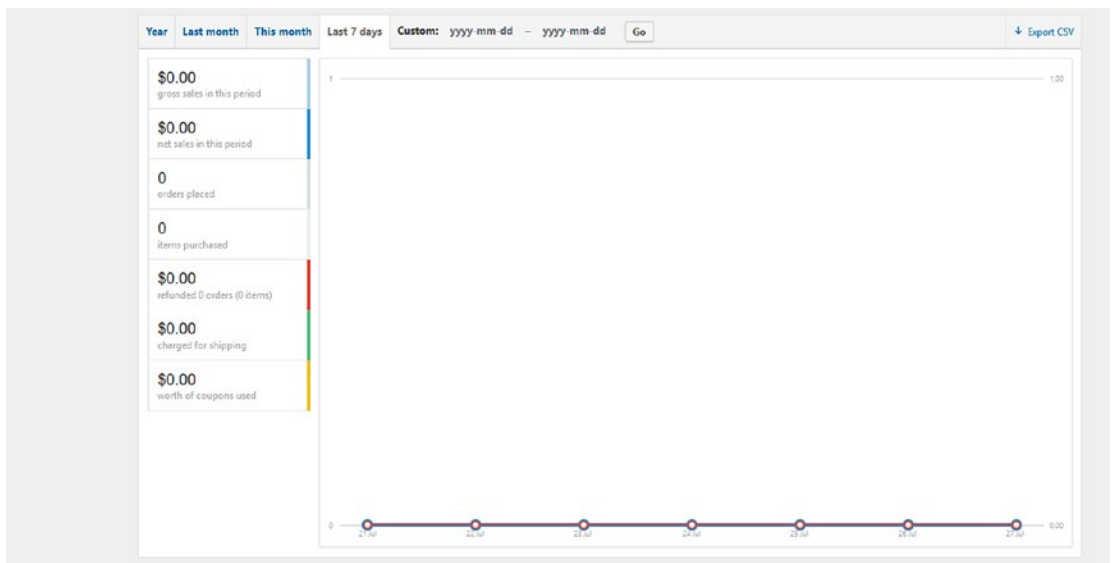 Year Last month This month Last 7 days Custom: yyyy-mm-dd – yyyy-mm-dd Go Export CSV
$0.00
gross sales in this period
$0.00
net sales in this period
0
orders placed
0
items purchased
$0.00
refunded 0 orders (0 items)
$0.00
charged for shipping
$0.00
worth of coupons used
1 1.00
0 0.00
21 Jul 22 Jul 23 Jul 24 Jul 25 Jul 26 Jul 27 Jul